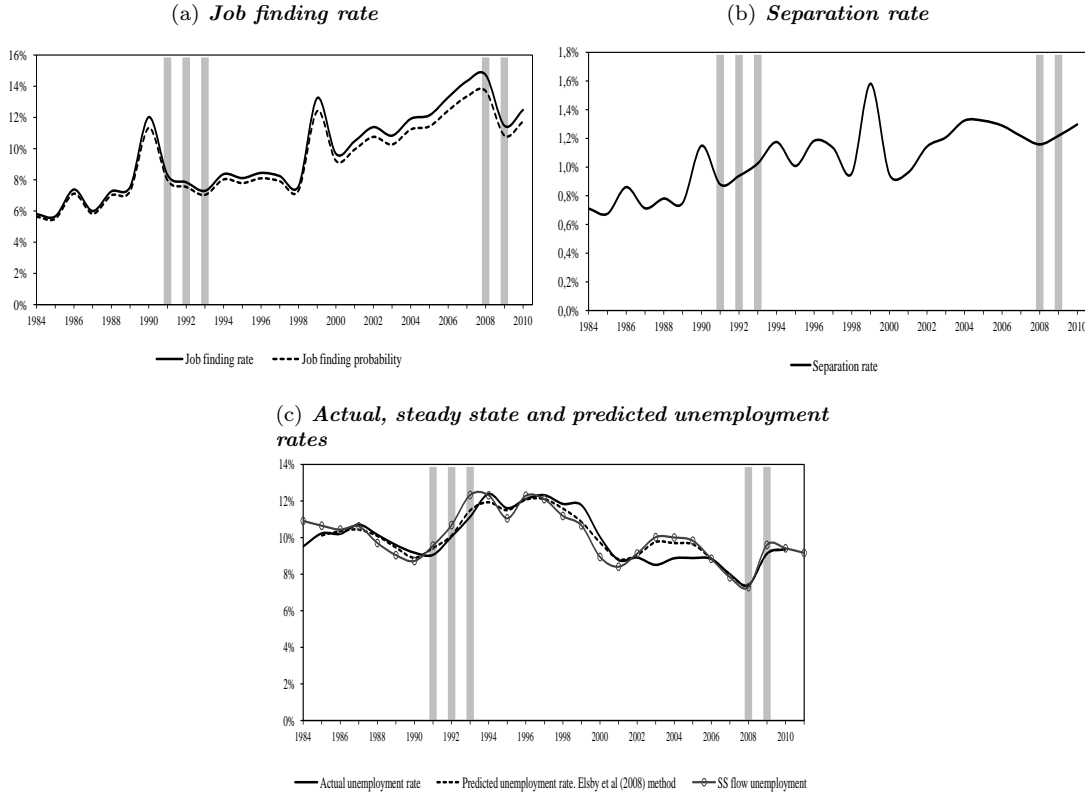 (a) Job finding rate
16%
14%
12%
10%
8%
6%
4%
2%
0%
1984 1986 1988 1990 1992 1994 1996 1998 2000 2002 2004 2006 2008 2010
Job finding rate Job finding probability
(b) Separation rate
1,8%
1,6%
1,4%
1,2%
1,0%
0,8%
0,6%
0,4%
0,2%
0,0%
1984 1986 1988 1990 1992 1994 1996 1998 2000 2002 2004 2006 2008 2010
Separation rate
(c) Actual, steady state and predicted unemployment
rates
14%
12%
10%
8%
6%
4%
2%
0%
1984 1986 1988 1990 1992 1994 1996 1998 2000 2002 2004 2006 2008 2010
Actual unemployment rate Predicted unemployment rate. Elsby et al (2008) method SS flow unemployment